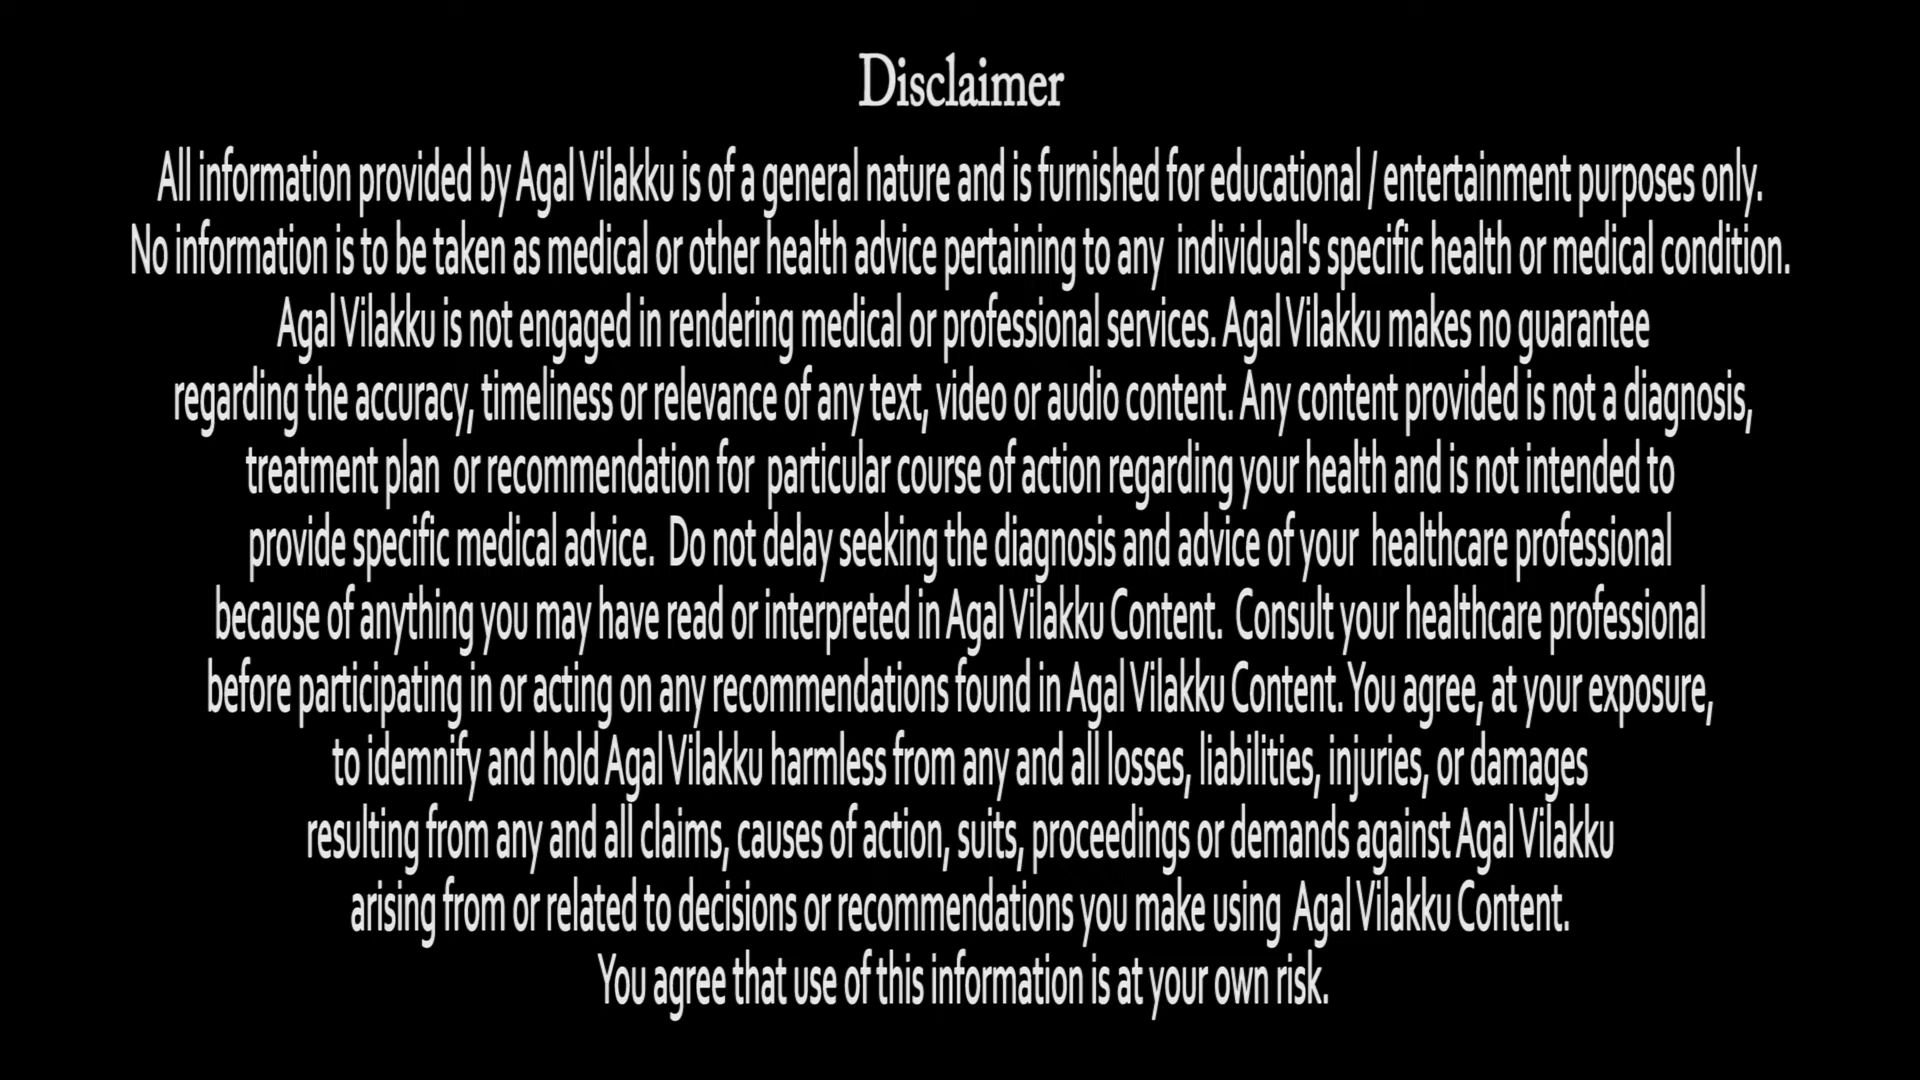 Disclaimer
All information provided by Agal Vilakku is of a general nature and is furnished for educational / entertainment purposes only.
No information is to be taken as medical or other health advice pertaining to any individual's specific health or medical condition.
Agal Vilakku is not engaged in rendering medical or professional services. Agal Vilakku makes no guarantee
regarding the accuracy, timeliness or relevance of any text, video or audio content. Any content provided is not a diagnosis,
treatment plan or recommendation for particular course of action regarding your health and is not intended to
provide specific medical advice. Do not delay seeking the diagnosis and advice of your healthcare professional
because of anything you may have read or interpreted in Agal Vilakku Content. Consult your healthcare professional
before participating in or acting on any recommendations found in Agal Vilakku Content. You agree, at your exposure,
to idemnify and hold Agal Vilakku harmless from any and all losses, liabilities, injuries, or damages
resulting from any and all claims, causes of action, suits, proceedings or demands against Agal Vilakku
arising from or related to decisions or recommendations you make using Agal Vilakku Content.
You agree that use of this information is at your own risk.